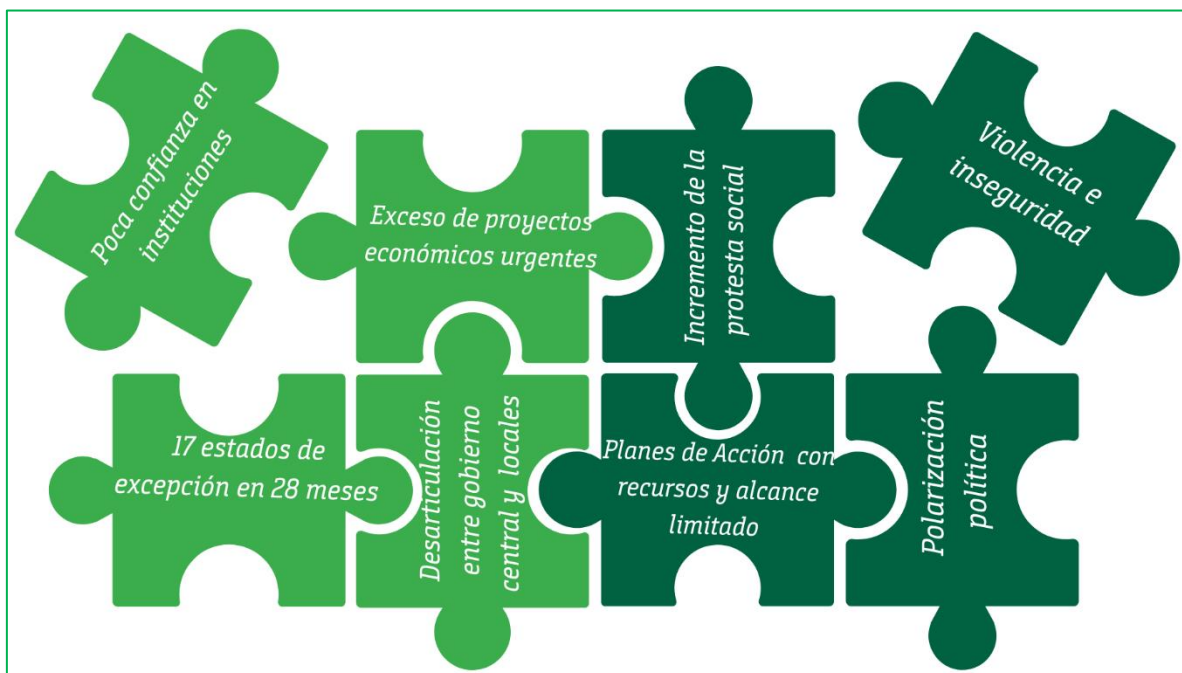 Poca confianza en
instituciones
Exceso de proyectos
económicos urgentes
Incremento de la
protesta social
Violencia e
inseguridad
17 estados de
excepción en 28 meses
Desarticulación
entre gobierno
central y locales
Planes de Acción con
recursos y alcance
limitado
Polarización
política